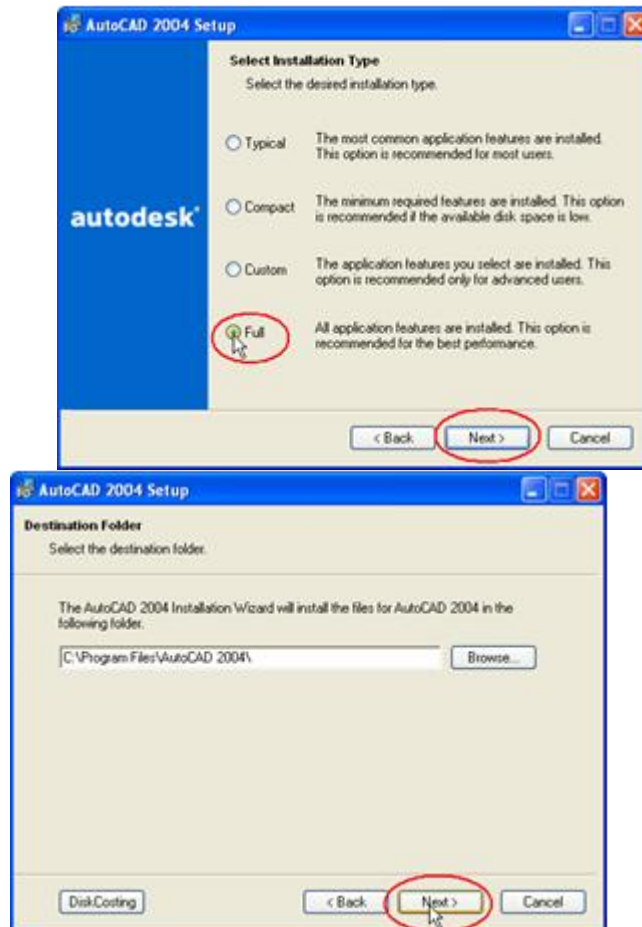 AutoCAD 2004 Setup
Select Installation Type
Select the desired installation type.
Typical
The most common application features are installed.
This option is recommended for most users.
autodesk
Compact
The minimum required features are installed. This option
is recommended if the available disk space is low.
Custom
The application features you select are installed. This
option is recommended only for advanced users.
Full
All application features are installed. This option is
recommended for the best performance.
< Back
Next >
Cancel
AutoCAD 2004 Setup
Destination Folder
Select the destination folder.
The AutoCAD 2004 Installation Wizard will install the files for AutoCAD 2004 in the
following folder.
C:\Program Files\AutoCAD 2004\
Browse...
DiskCosting
< Back
Next >
Cancel